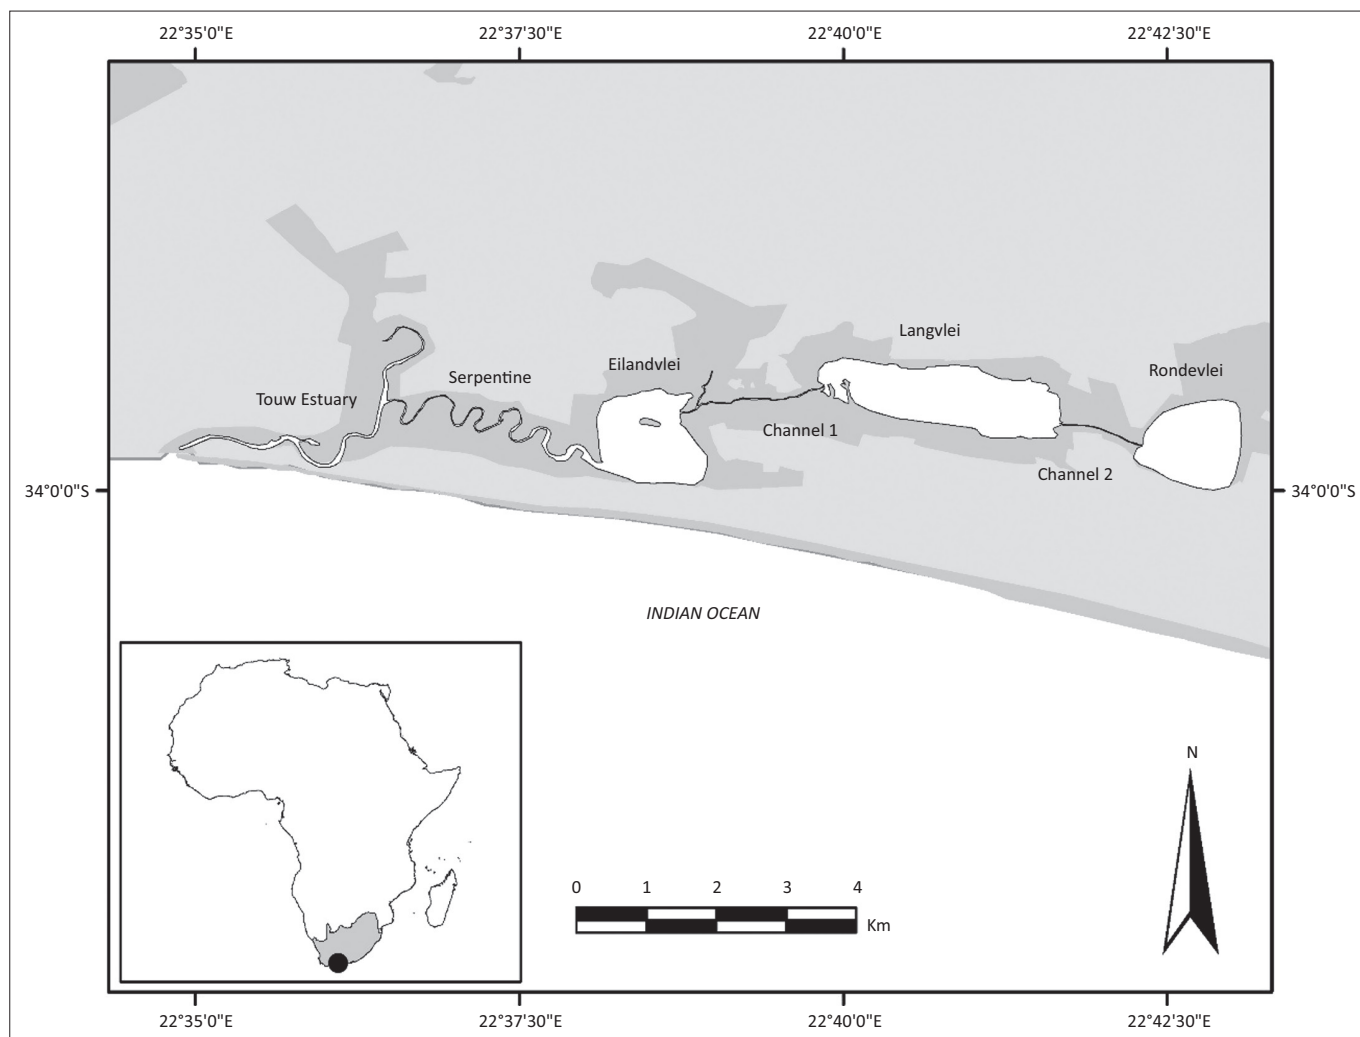 22°35'0"E 22°37'30"E 22°40'0"E 22°42'30"E
Langvlei
Eilandvlei
Rondevlei
Serpentine
Touw Estuary
Channel 1
Channel 2
34°0'0"S 34°0'0"S
INDIAN OCEAN
N
0 1 2 3 4
Km
22°35'0"E 22°37'30"E 22°40'0"E 22°42'30"E